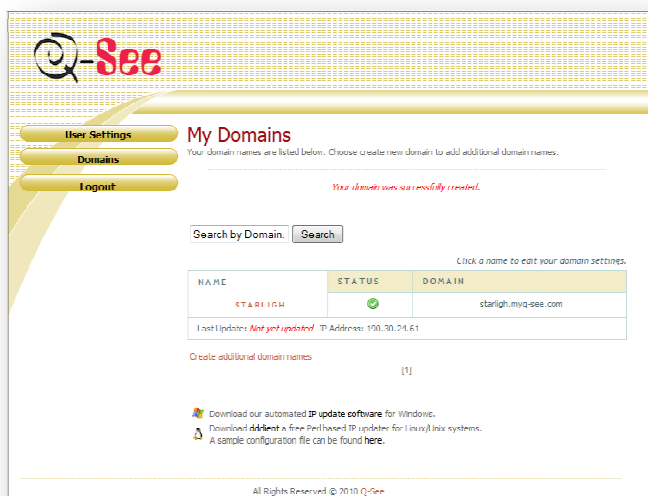 Q-See
User Settings
Domains
Logout
My Domains
Your domain names are listed below. Choose create new domain to add additional domain names.
Your domain was successfully created.
Search by Domain.
Search
Click a name to edit your domain settings.
NAME STATUS DOMAIN
STARLIGH starligh.myq-see.com
Last Update: Not yet updated IP Address: 190.30.24.61
Create additional domain names
[1]
Download our automated IP update software for Windows.
Download ddclient a free Perl based IP updater for Linux/Unix systems.
A sample configuration file can be found here.
All Rights Reserved © 2010 Q-See